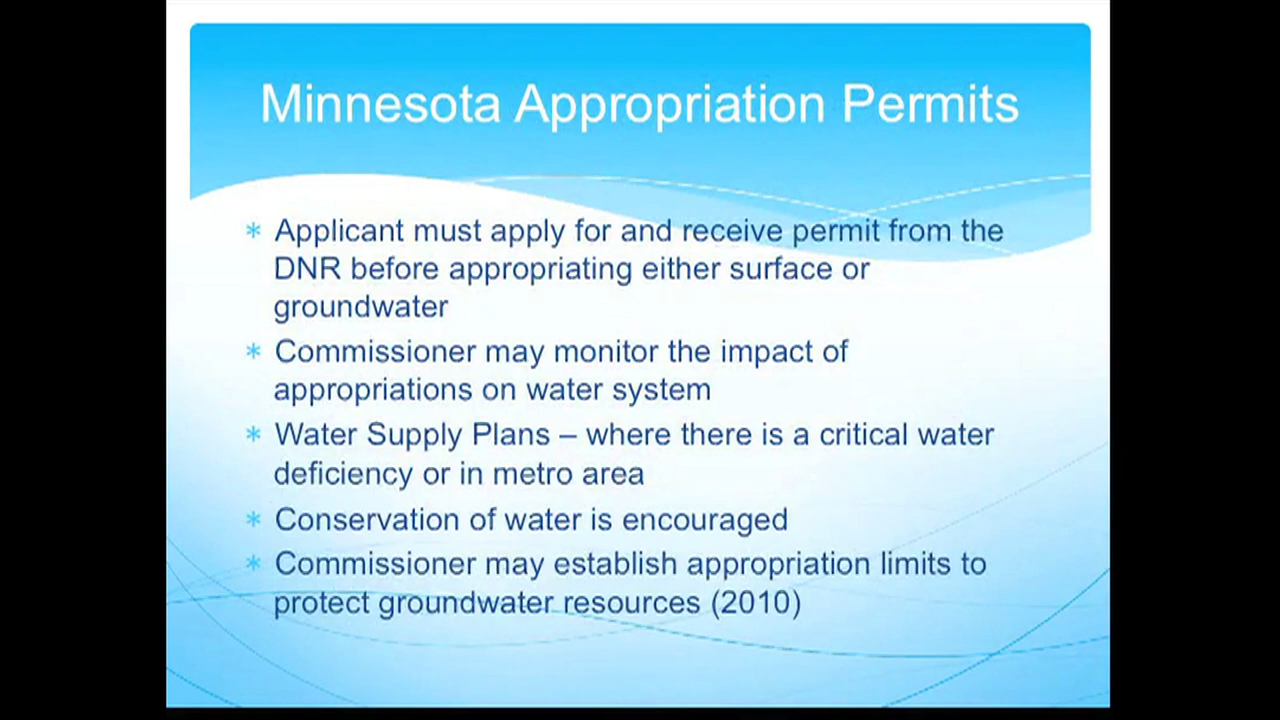 Minnesota Appropriation Permits
* Applicant must apply for and receive permit from the
DNR before appropriating either surface or
groundwater
* Commissioner may monitor the impact of
appropriations on water system
* Water Supply Plans – where there is a critical water
deficiency or in metro area
* Conservation of water is encouraged
* Commissioner may establish appropriation limits to
protect groundwater resources (2010)